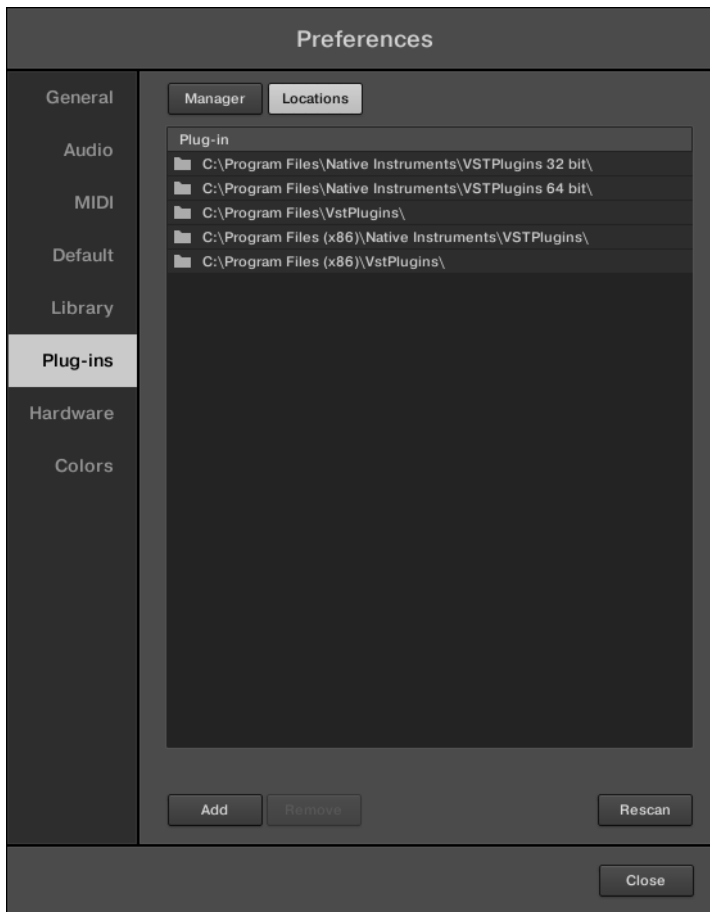 Preferences
General
Audio
MIDI
Default
Library
Plug-ins
Hardware
Colors
Manager Locations
Plug-in
C:\Program Files\Native Instruments\VSTPlugins 32 bit\
C:\Program Files\Native Instruments\VSTPlugins 64 bit\
C:\Program Files\VstPlugins\
C:\Program Files (x86)\Native Instruments\VSTPlugins\
C:\Program Files (x86)\VstPlugins\
Add Remove Rescan
Close